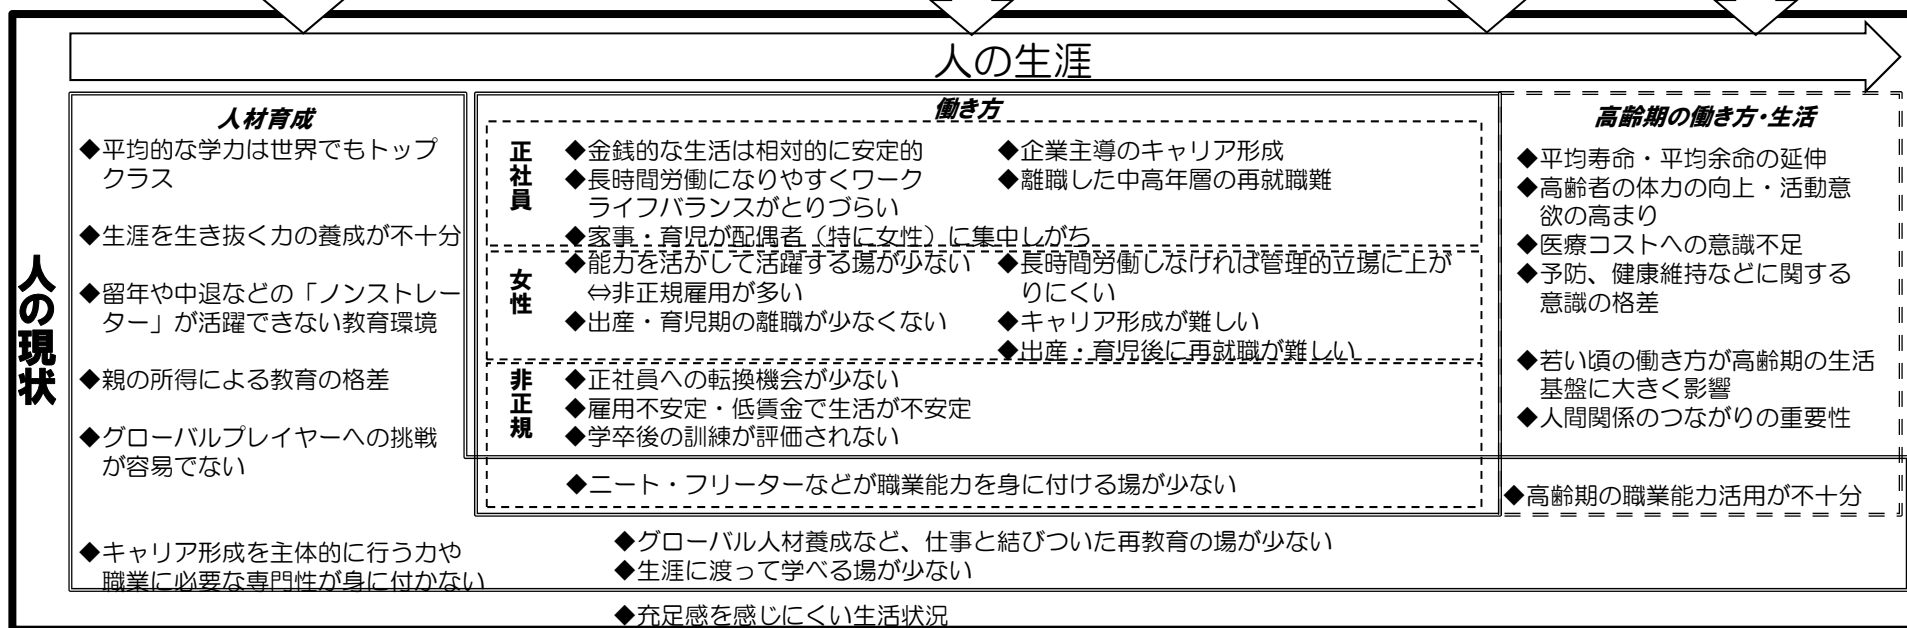 人の生涯
人の現状
人材育成
◆平均的な学力は世界でもトップ
クラス
◆生涯を生き抜く力の養成が不十分
◆留年や中退などの「ノンストレー
ター」が活躍できない教育環境
◆親の所得による教育の格差
◆グローバルプレイヤーへの挑戦
が容易でない
◆キャリア形成を主体的に行う力や
職業に必要な専門性が身に付かない
働き方
正社員
◆金銭的な生活は相対的に安定的
◆長時間労働になりやすくワーク
ライフバランスがとりづらい
◆家事・育児が配偶者（特に女性）に集中しがち
◆企業主導のキャリア形成
◆離職した中高年層の再就職難
女性
◆能力を活かして活躍する場が少ない
⇔非正規雇用が多い
◆出産・育児期の離職が少なくない
◆長時間労働しなければ管理的立場に上が
りにくい
◆キャリア形成が難しい
◆出産・育児後に再就職が難しい
非正規
◆正社員への転換機会が少ない
◆雇用不安定・低賃金で生活が不安定
◆学卒後の訓練が評価されない
◆ニート・フリーターなどが職業能力を身に付ける場が少ない
高齢期の働き方・生活
◆平均寿命・平均余命の延伸
◆高齢者の体力の向上・活動意
欲の高まり
◆医療コストへの意識不足
◆予防、健康維持などに関する
意識の格差
◆若い頃の働き方が高齢期の生活
基盤に大きく影響
◆人間関係のつながりの重要性
◆高齢期の職業能力活用が不十分
◆グローバル人材養成など、仕事と結びついた再教育の場が少ない
◆生涯に渡って学べる場が少ない
◆充足感を感じにくい生活状況